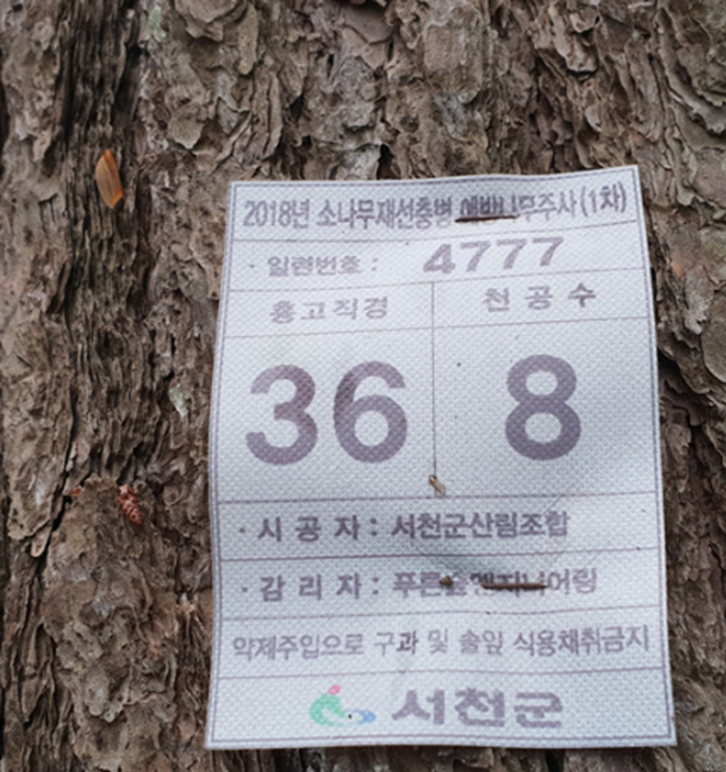 2018년 소나무재선충병 예방나무주사(1차)
· 일련번호 : 4777
흉고직경 천공수
36 8
· 시 공 자 : 서천군산림조합
· 감 리 자 : 푸른숲엔지니어링
약제주입으로 구과 및 솔잎 식용채취금지
서천군